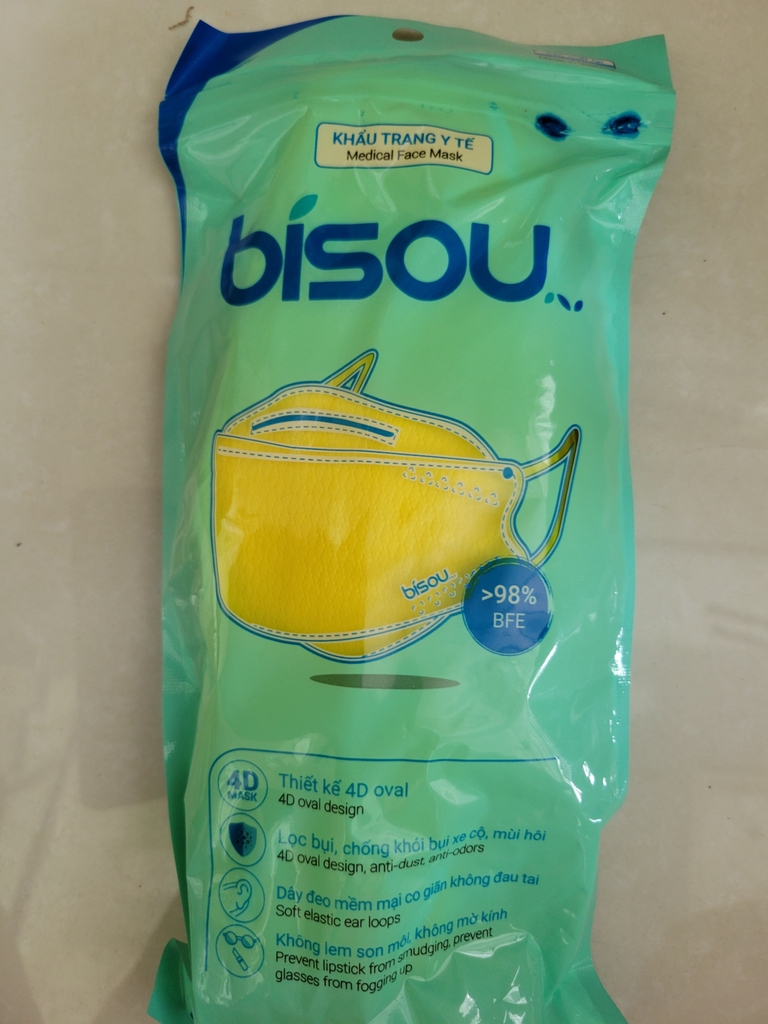 KHẨU TRANG Y TẾ
Medical Face Mask
bisou
bisou
>98%
BFE
4D
MASK
Thiết kế 4D oval
4D oval design
Lọc bụi, chống khói bụi xe cộ, mùi hôi
4D oval design, anti-dust, anti-odors
Dây đeo mềm mại co giãn không đau tai
Soft elastic ear loops
Không lem son môi, không mờ kính
Prevent lipstick from smudging, prevent
glasses from fogging up